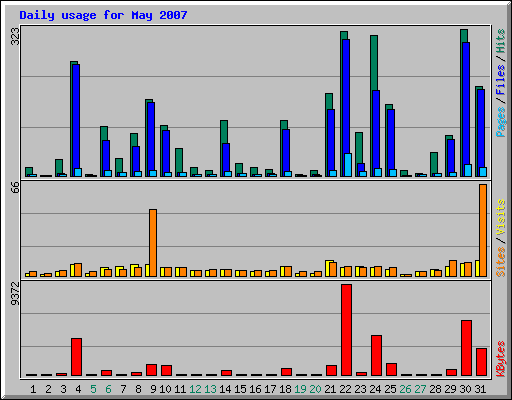 Daily usage for May 2007
323
Pages / Files / Hits
66
Sites / Visits
9372
KBytes
1 2 3 4 5 6 7 8 9 10 11 12 13 14 15 16 17 18 19 20 21 22 23 24 25 26 27 28 29 30 31